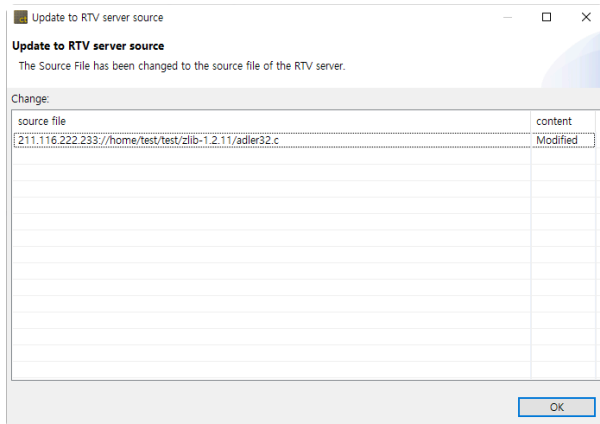 Update to RTV server source
Update to RTV server source
The Source File has been changed to the source file of the RTV server.
Change:
source file content
211.116.222.233://home/test/test/zlib-1.2.11/adler32.c Modified
OK